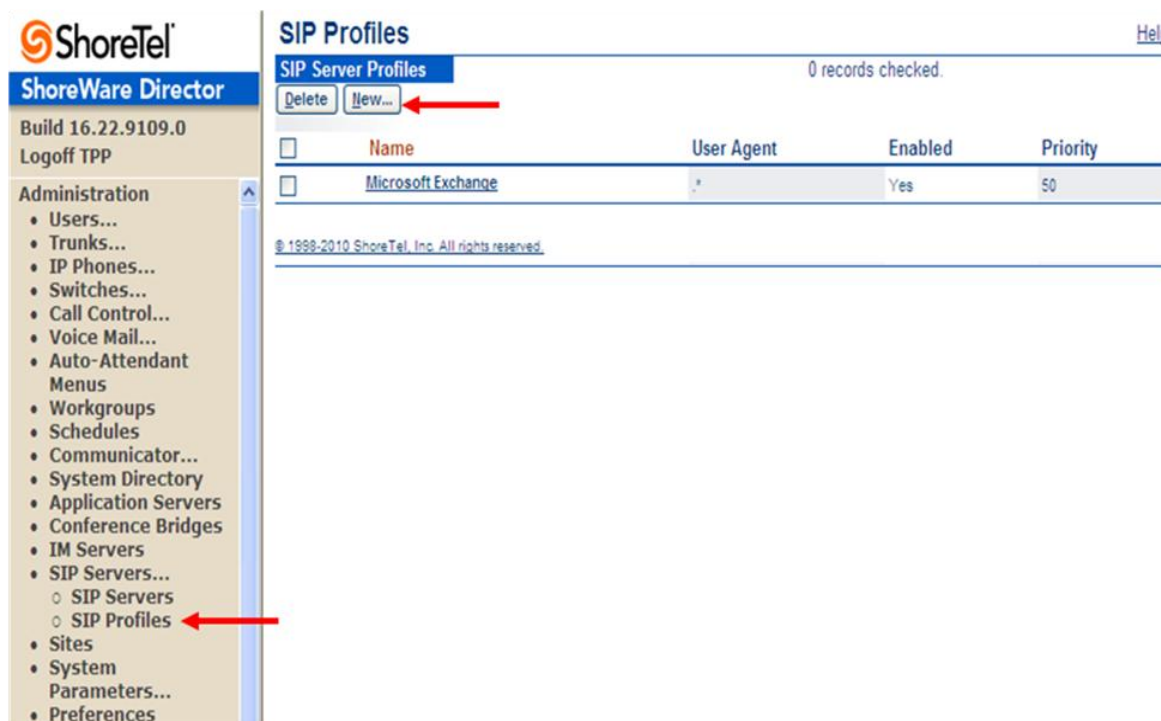 ShoreTel
ShoreWare Director
Build 16.22.9109.0
Logoff TPP
Administration
Users...
Trunks...
IP Phones...
Switches...
Call Control...
Voice Mail...
Auto-Attendant
Menus
Workgroups
Schedules
Communicator...
System Directory
Application Servers
Conference Bridges
IM Servers
SIP Servers...
SIP Servers
SIP Profiles
Sites
System
Parameters...
Preferences
SIP Profiles
Hel
SIP Server Profiles
0 records checked.
Delete New...
Name User Agent Enabled Priority
Microsoft Exchange .* Yes 50
© 1998-2010 ShoreTel, Inc. All rights reserved.